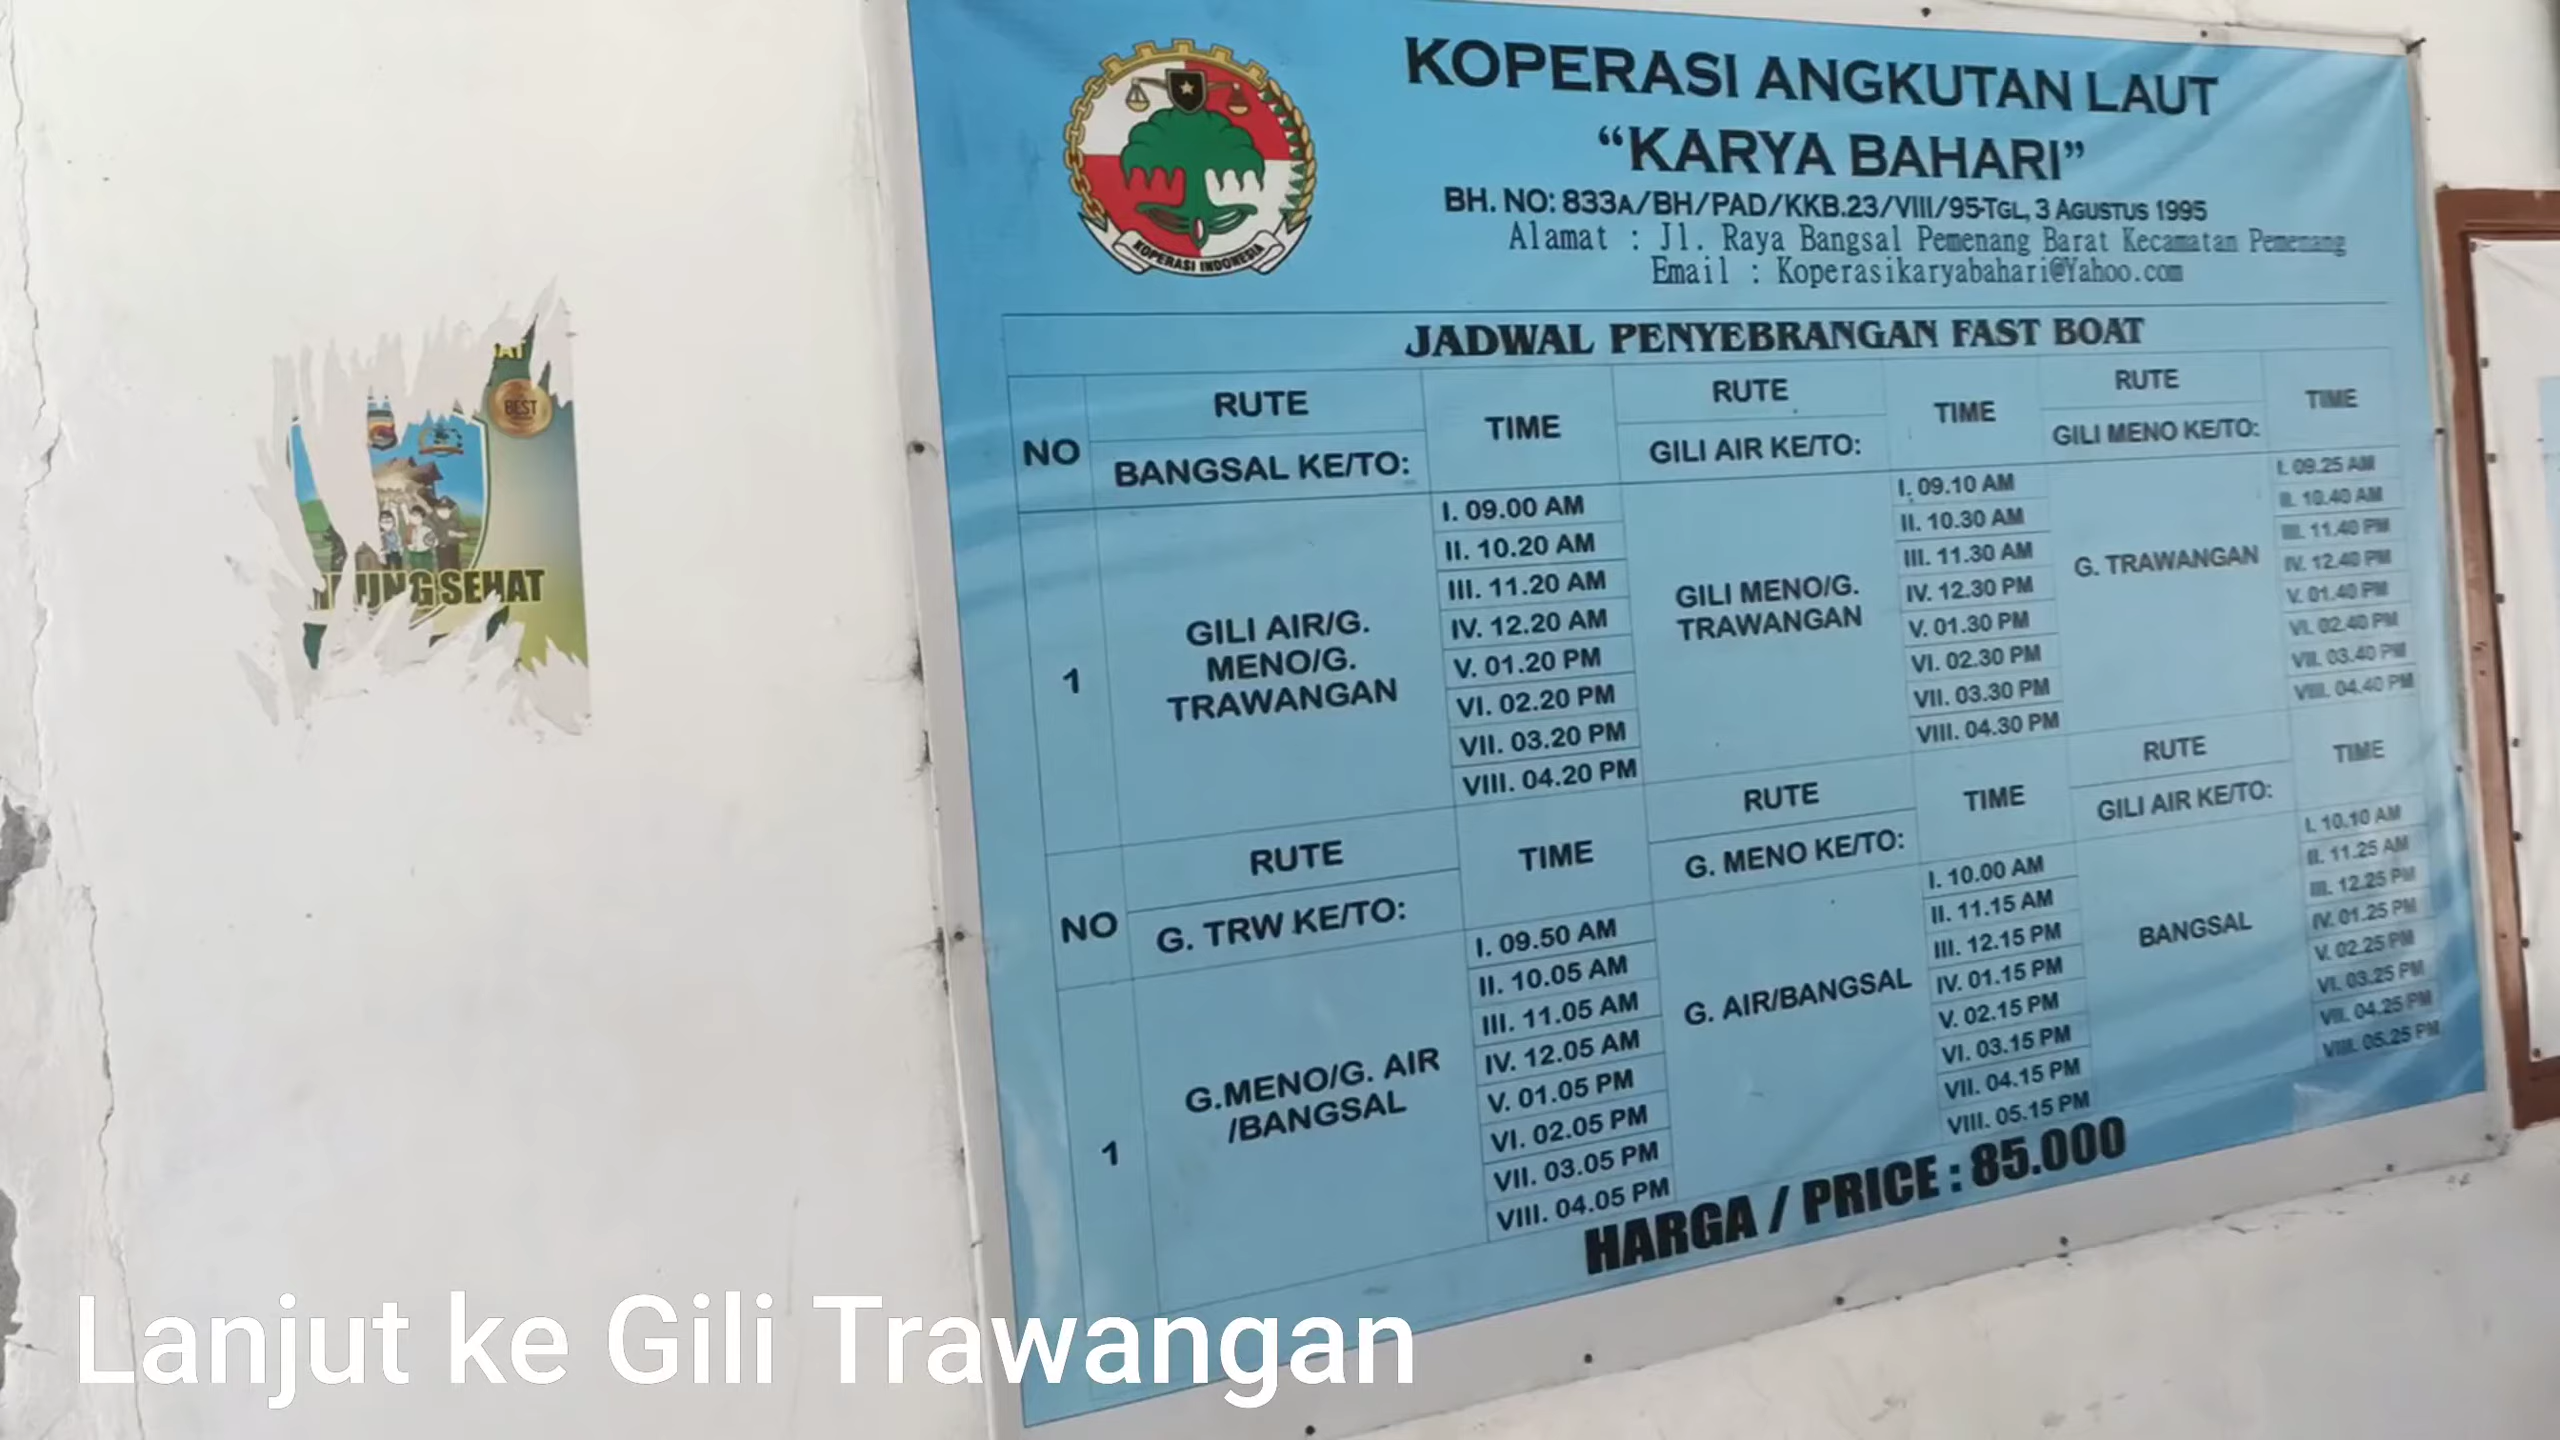 KOPERASI ANGKUTAN LAUT
“KARYA BAHARI”
BH. NO: 833A/BH/PAD/KKB.23/VIII/95-TGL, 3 AGUSTUS 1995
Alamat : Jl. Raya Bangsal Pemenang Barat Kecamatan Pemenang
Email : Koperasikaryabahari@Yahoo.com
KOPERASI INDONESIA
JADWAL PENYEBRANGAN FAST BOAT
NO
RUTE
BANGSAL KE/TO:
TIME
RUTE
GILI AIR KE/TO:
TIME
RUTE
GILI MENO KE/TO:
TIME
1
GILI AIR/G.
MENO/G.
TRAWANGAN
I. 09.00 AM
II. 10.20 AM
III. 11.20 AM
IV. 12.20 AM
V. 01.20 PM
VI. 02.20 PM
VII. 03.20 PM
VIII. 04.20 PM
GILI MENO/G.
TRAWANGAN
I. 09.10 AM
II. 10.30 AM
III. 11.30 AM
IV. 12.30 PM
V. 01.30 PM
VI. 02.30 PM
VII. 03.30 PM
VIII. 04.30 PM
G. TRAWANGAN
I. 09.25 AM
II. 10.40 AM
III. 11.40 PM
IV. 12.40 PM
V. 01.40 PM
VI. 02.40 PM
VII. 03.40 PM
VIII. 04.40 PM
NO
RUTE
G. TRW KE/TO:
TIME
RUTE
G. MENO KE/TO:
TIME
RUTE
GILI AIR KE/TO:
TIME
1
G.MENO/G. AIR
/BANGSAL
I. 09.50 AM
II. 10.05 AM
III. 11.05 AM
IV. 12.05 AM
V. 01.05 PM
VI. 02.05 PM
VII. 03.05 PM
VIII. 04.05 PM
G. AIR/BANGSAL
I. 10.00 AM
II. 11.15 AM
III. 12.15 PM
IV. 01.15 PM
V. 02.15 PM
VI. 03.15 PM
VII. 04.15 PM
VIII. 05.15 PM
BANGSAL
I. 10.10 AM
II. 11.25 AM
III. 12.25 PM
IV. 01.25 PM
V. 02.25 PM
VI. 03.25 PM
VII. 04.25 PM
VIII. 05.25 PM
HARGA / PRICE : 85.000
BEST
SEHAT
Lanjut ke Gili Trawangan